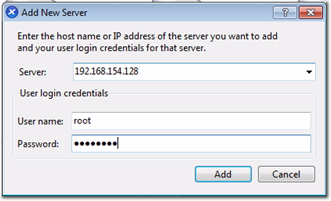 Add New Server
Enter the host name or IP address of the server you want to add
and your user login credentials for that server.
Server: 192.168.154.128
User login credentials
User name: root
Password: ●●●●●●●●
Add Cancel